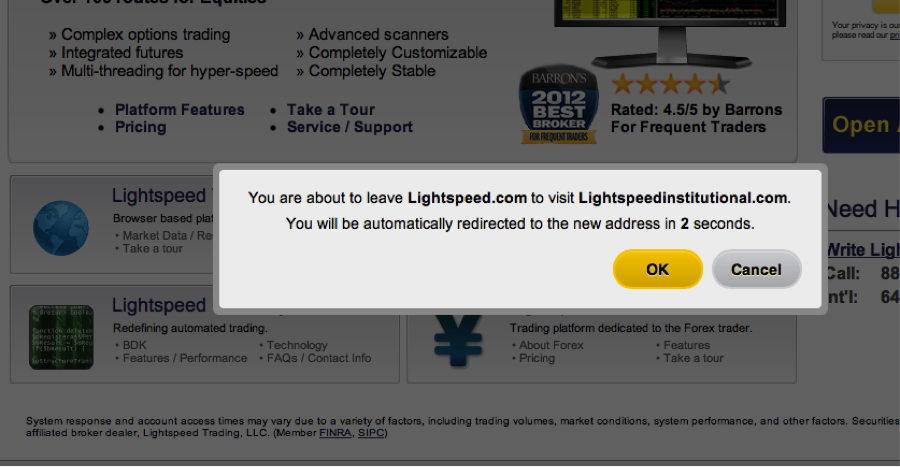 Over 100 routes for Equities
» Complex options trading
» Advanced scanners
» Integrated futures
» Completely Customizable
» Multi-threading for hyper-speed
» Completely Stable
• Platform Features
• Take a Tour
• Pricing
• Service / Support
BARRON'S
2012
BEST
BROKER
FOR FREQUENT TRADERS
Rated: 4.5/5 by Barrons
For Frequent Traders
Your privacy is
please read our
Open
You are about to leave Lightspeed.com to visit Lightspeedinstitutional.com.
You will be automatically redirected to the new address in 2 seconds.
OK
Cancel
Lightspeed
Browser based
• Market Data /
• Take a tour
Need
Write
Call: 88
Int'l: 64
Lightspeed
Redefining automated trading.
• BDK
• Technology
• Features / Performance
• FAQs / Contact Info
¥
Trading platform dedicated to the Forex trader.
• About Forex
• Features
• Pricing
• Take a tour
System response and account access times may vary due to a variety of factors, including trading volumes, market conditions, system performance, and other factors. Securities
affiliated broker dealer, Lightspeed Trading, LLC. (Member FINRA, SIPC)